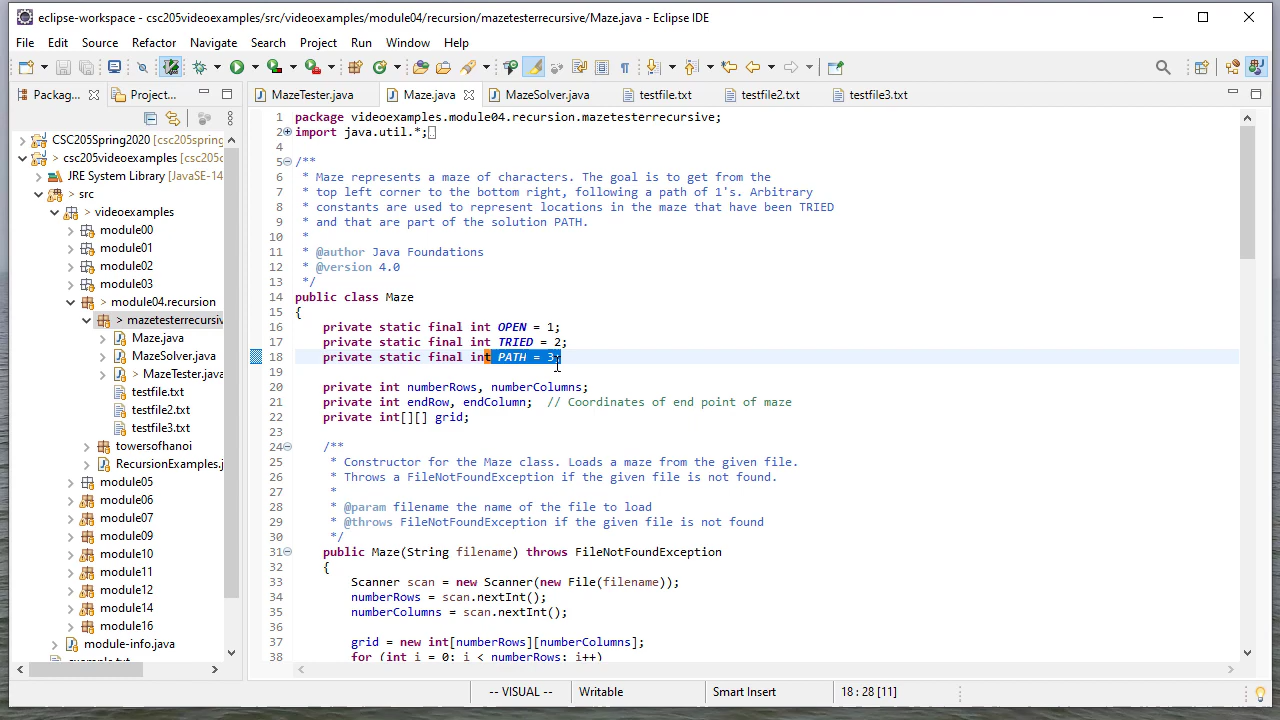 eclipse-workspace - csc205videoexamples/src/videoexamples/module04/recursion/mazetesterrecursive/Maze.java - Eclipse IDE
File Edit Source Refactor Navigate Search Project Run Window Help
Packag... Project...
MazeTester.java Maze.java MazeSolver.java testfile.txt testfile2.txt testfile3.txt
CSC205Spring2020 [csc205spring
csc205videoexamples [csc205c
JRE System Library [JavaSE-14
src
videoexamples
module00
module01
module02
module03
> module04.recursion
> mazetesterrecursiv
Maze.java
MazeSolver.java
> MazeTester.java
testfile.txt
testfile2.txt
testfile3.txt
towersofhanoi
RecursionExamples.j
module05
module06
module07
module09
module10
module11
module12
module14
module16
module-info.java
example.txt
1 package videoexamples.module04.recursion.mazetesterrecursive;
2 import java.util.*;
4
5 /**
6 * Maze represents a maze of characters. The goal is to get from the
7 * top left corner to the bottom right, following a path of 1's. Arbitrary
8 * constants are used to represent locations in the maze that have been TRIED
9 * and that are part of the solution PATH.
10 *
11 * @author Java Foundations
12 * @version 4.0
13 */
14 public class Maze
15 {
16 private static final int OPEN = 1;
17 private static final int TRIED = 2;
18 private static final int PATH = 3;
19
20 private int numberRows, numberColumns;
21 private int endRow, endColumn; // Coordinates of end point of maze
22 private int[][] grid;
23
24 /**
25 * Constructor for the Maze class. Loads a maze from the given file.
26 * Throws a FileNotFoundException if the given file is not found.
27 *
28 * @param filename the name of the file to load
29 * @throws FileNotFoundException if the given file is not found
30 */
31 public Maze(String filename) throws FileNotFoundException
32 {
33 Scanner scan = new Scanner(new File(filename));
34 numberRows = scan.nextInt();
35 numberColumns = scan.nextInt();
36
37 grid = new int[numberRows][numberColumns];
38 for (int i = 0; i < numberRows; i++)
-- VISUAL -- Writable Smart Insert 18 : 28 [11]